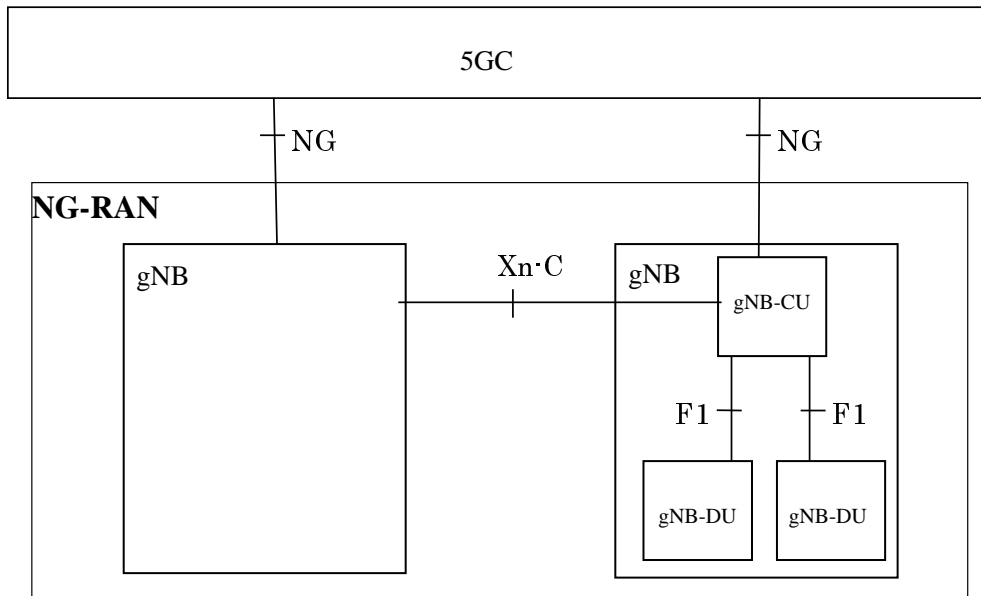 5GC
NG
NG
NG-RAN
gNB
Xn-C
gNB
gNB-CU
F1
F1
gNB-DU
gNB-DU